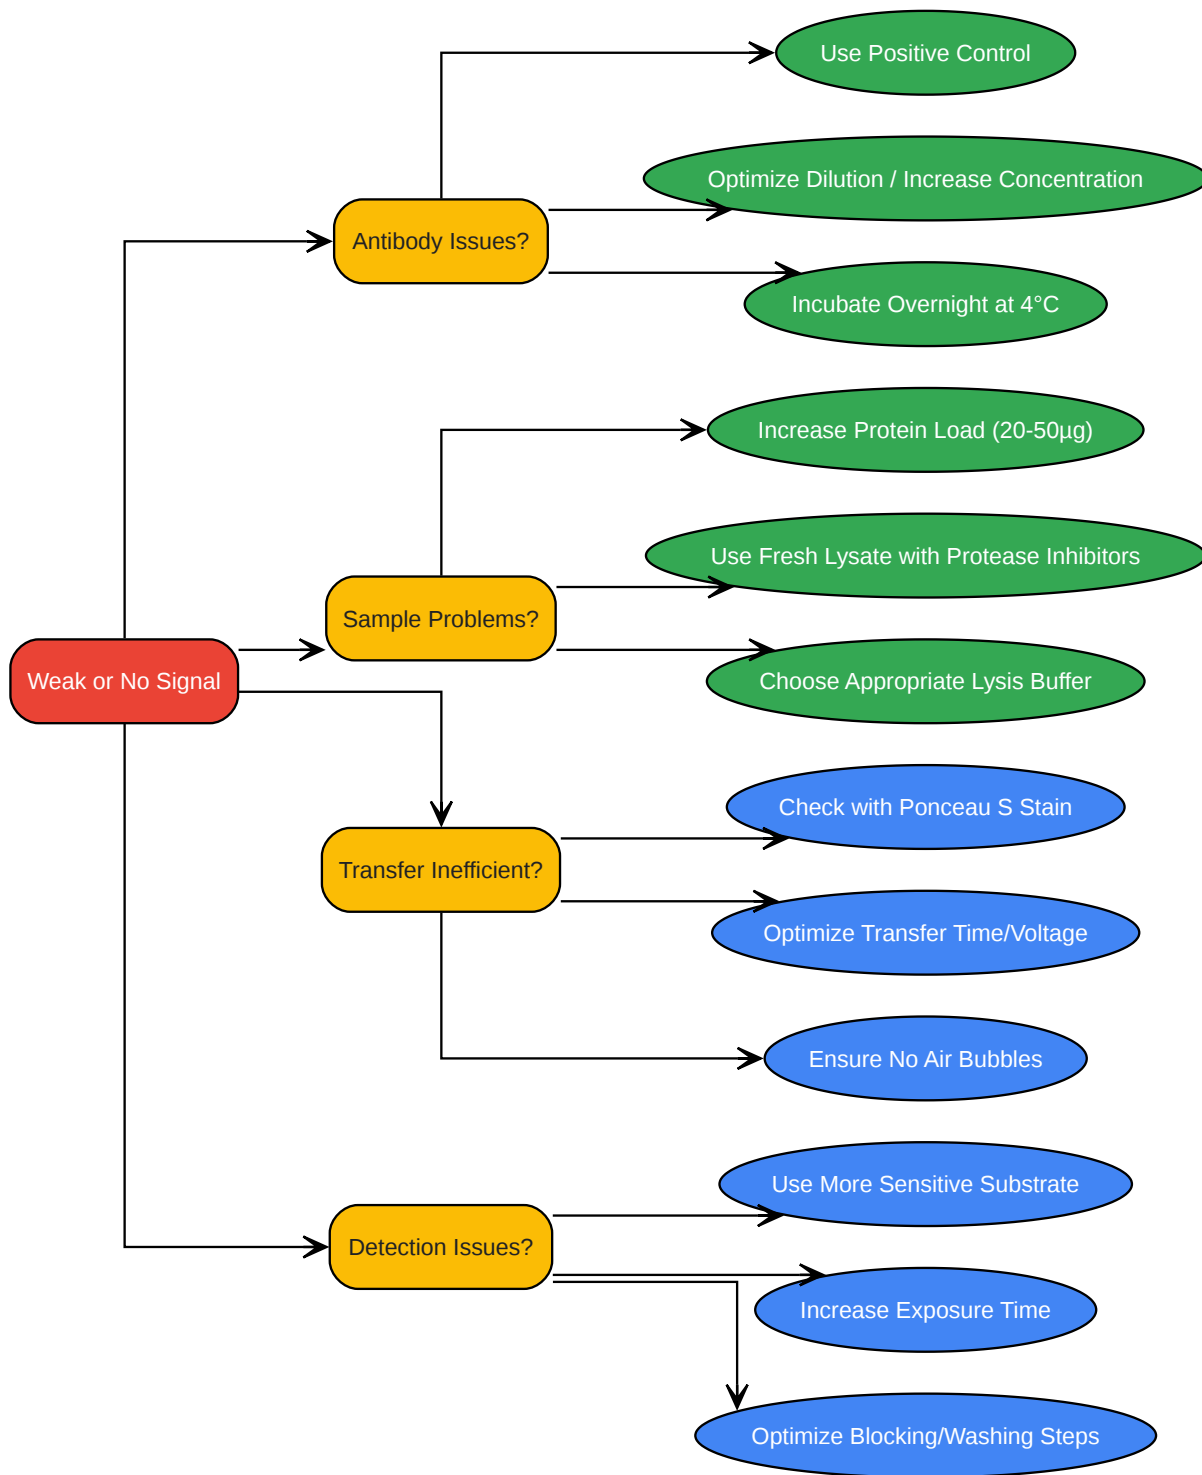 Use Positive Control
Optimize Dilution / Increase Concentration
Antibody Issues?
Incubate Overnight at 4°C
Increase Protein Load (20-50µg)
Use Fresh Lysate with Protease Inhibitors
Sample Problems?
Weak or No Signal
Choose Appropriate Lysis Buffer
Check with Ponceau S Stain
Transfer Inefficient?
Optimize Transfer Time/Voltage
Ensure No Air Bubbles
Use More Sensitive Substrate
Detection Issues?
Increase Exposure Time
Optimize Blocking/Washing Steps